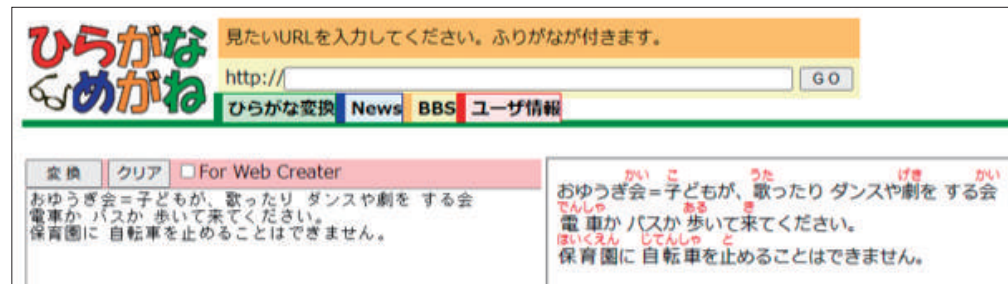 ひらがな
めがね
見たいURLを入力してください。ふりがなが付きます。
http://
GO
ひらがな変換 News BBS ユーザ情報
変換 クリア For Web Creater
おゆうぎ会=子どもが、歌ったり ダンスや劇を する会
電車か バスか 歩いて来てください。
保育園に 自転車を止めることはできません。
かい こ うた げき かい
おゆうぎ会=子どもが、歌ったり ダンスや劇を する会
でんしゃ ある き
電車か バスか 歩いて来てください。
ほいくえん じてんしゃ と
保育園に 自転車を止めることはできません。